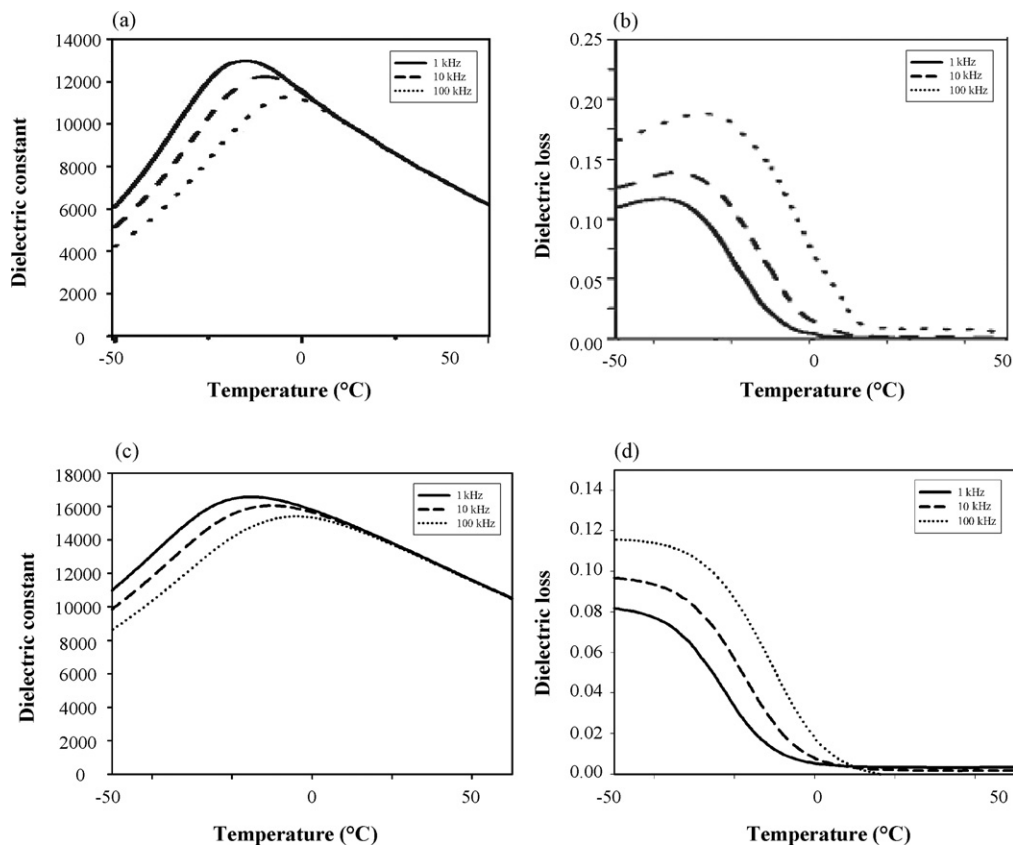 (a)
14000
12000
10000
8000
6000
4000
2000
0
Dielectric constant
1 kHz
10 kHz
100 kHz
-50
0
50
Temperature (°C)
(b)
0.25
0.20
0.15
0.10
0.05
0.00
Dielectric loss
1 kHz
10 kHz
100 kHz
-50
0
50
Temperature (°C)
(c)
18000
16000
14000
12000
10000
8000
6000
4000
2000
0
Dielectric constant
1 kHz
10 kHz
100 kHz
-50
0
50
Temperature (°C)
(d)
0.14
0.12
0.10
0.08
0.06
0.04
0.02
0.00
Dielectric loss
1 kHz
10 kHz
100 kHz
-50
0
50
Temperature (°C)